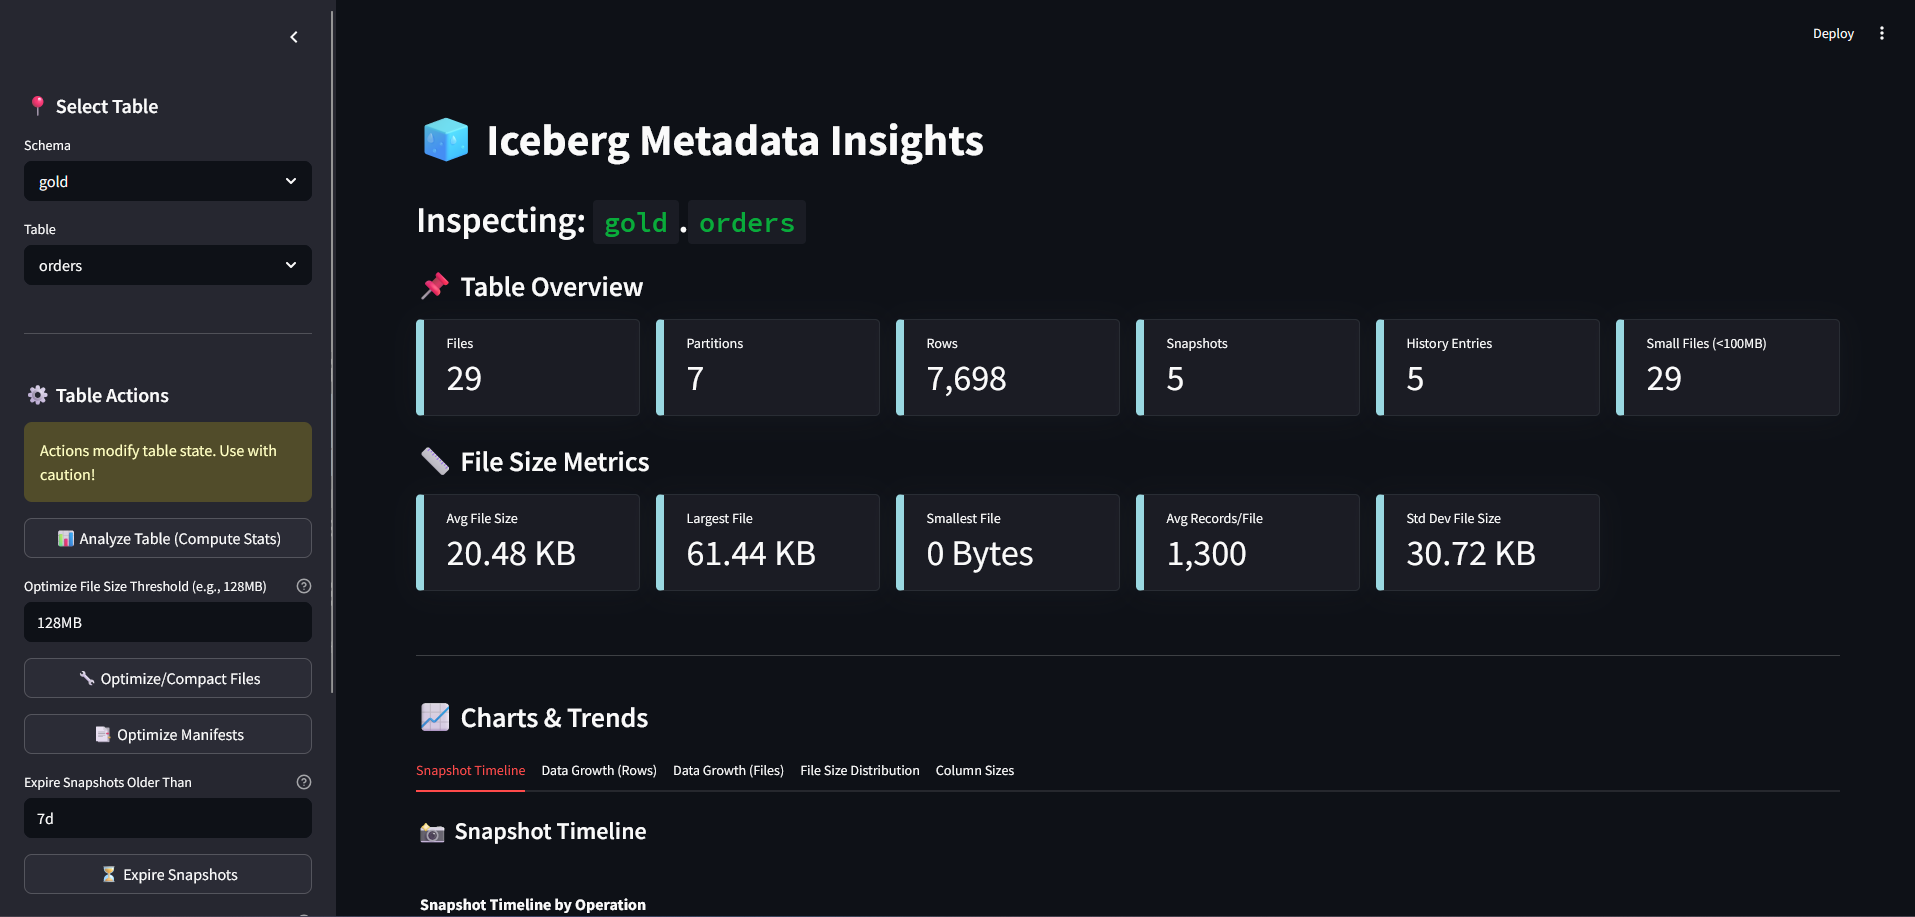 Select Table
Schema
gold
Table
orders
Table Actions
Actions modify table state. Use with
caution!
Analyze Table (Compute Stats)
Optimize File Size Threshold (e.g., 128MB)
128MB
Optimize/Compact Files
Optimize Manifests
Expire Snapshots Older Than
7d
Expire Snapshots
Deploy
Iceberg Metadata Insights
Inspecting: gold . orders
Table Overview
Files
29
Partitions
7
Rows
7,698
Snapshots
5
History Entries
5
Small Files (<100MB)
29
File Size Metrics
Avg File Size
20.48 KB
Largest File
61.44 KB
Smallest File
0 Bytes
Avg Records/File
1,300
Std Dev File Size
30.72 KB
Charts & Trends
Snapshot Timeline Data Growth (Rows) Data Growth (Files) File Size Distribution Column Sizes
Snapshot Timeline
Snapshot Timeline by Operation